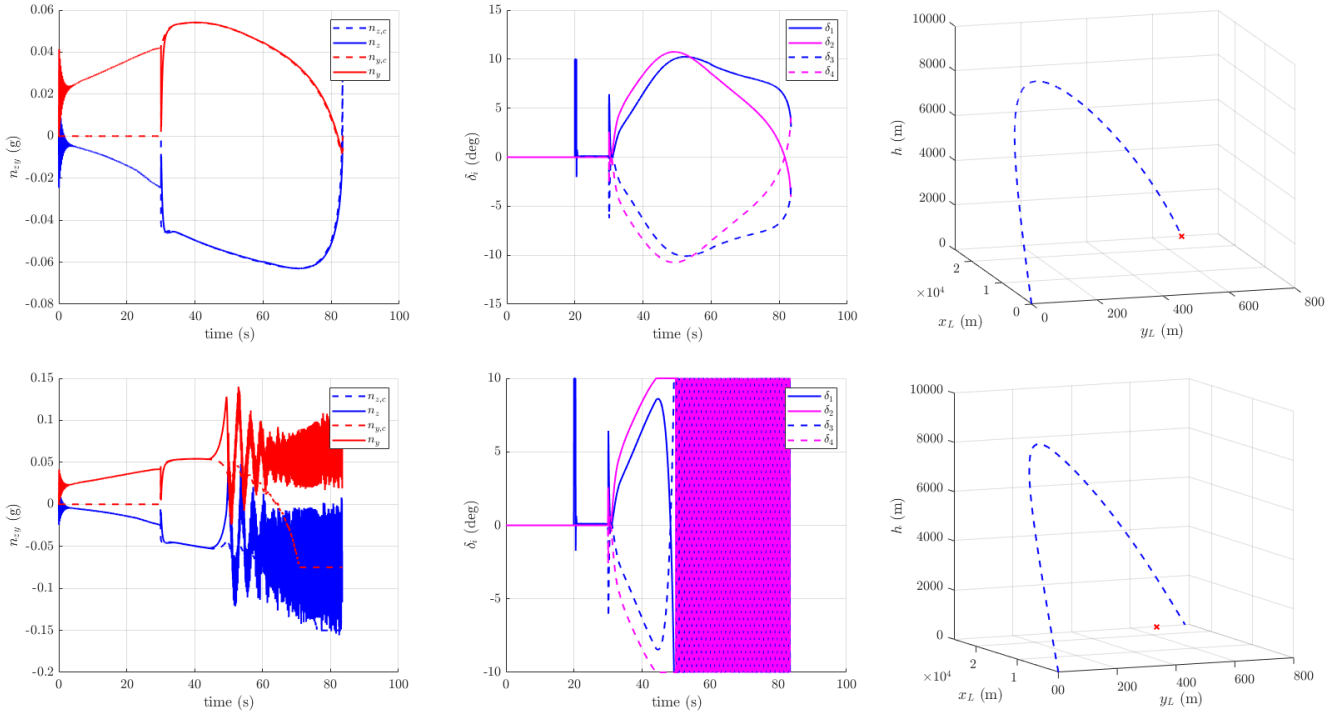 0.06
0.04
0.02
0
-0.02
-0.04
-0.06
-0.08
0 20 40 60 80 100
n_{zy} (g)
time (s)
n_{z,c}
n_z
n_{y,c}
n_y
15
10
5
0
-5
-10
-15
0 20 40 60 80 100
δ_i (deg)
time (s)
δ_1
δ_2
δ_3
δ_4
10000
8000
6000
4000
2000
0
h (m)
2
1
0
×10^4
x_L (m)
0 200 400 600 800
y_L (m)
0.15
0.1
0.05
0
-0.05
-0.1
-0.15
-0.2
0 20 40 60 80 100
n_{zy} (g)
time (s)
n_{z,c}
n_z
n_{y,c}
n_y
10
5
0
-5
-10
0 20 40 60 80 100
δ_i (deg)
time (s)
δ_1
δ_2
δ_3
δ_4
10000
8000
6000
4000
2000
0
h (m)
2
1
0
×10^4
x_L (m)
0 200 400 600 800
y_L (m)